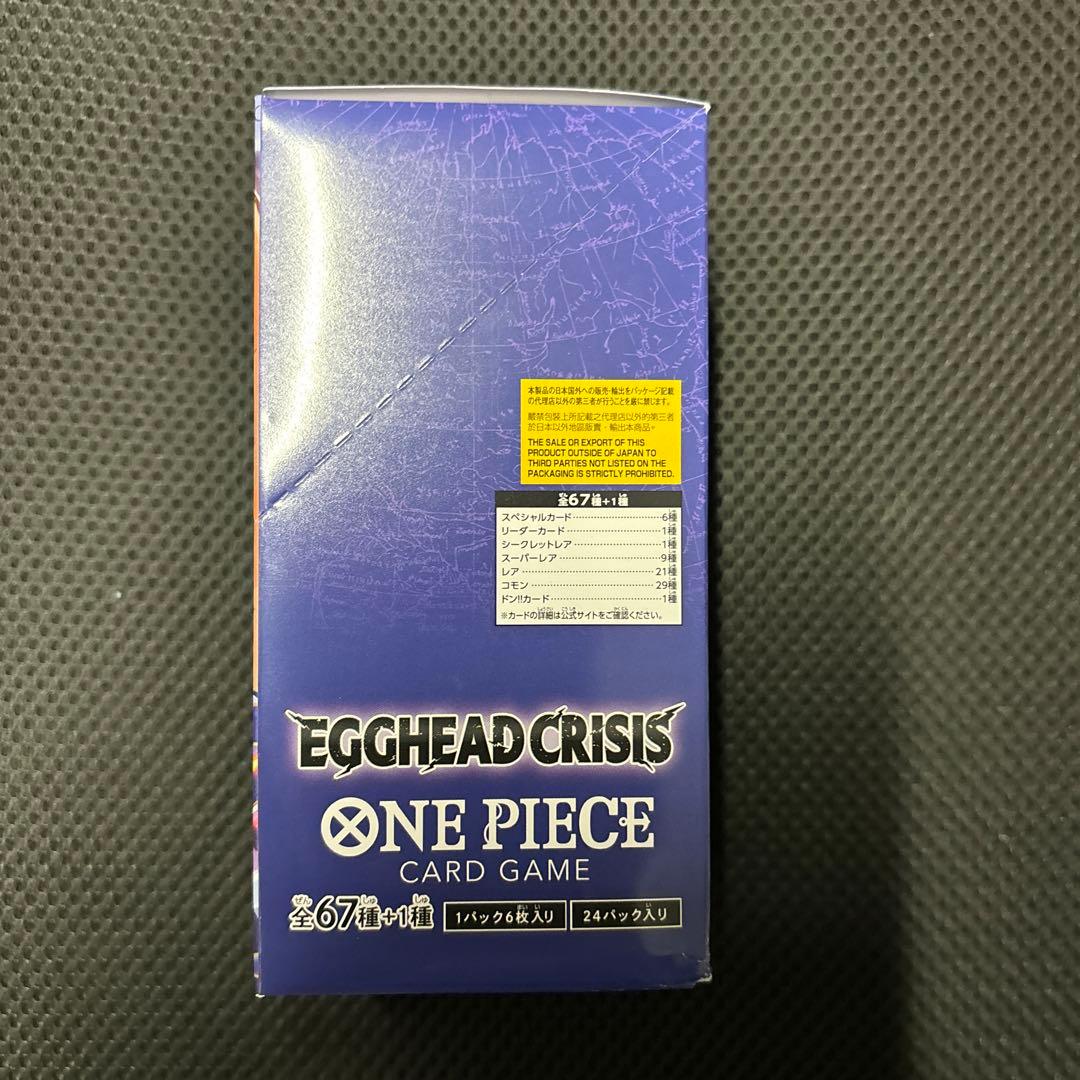 本製品の日本国外への販売・輸出をパッケージ記載
の代理店以外の第三者が行うことを厳に禁じます。
嚴禁包裝上所記載之代理店以外的第三者
於日本以外地區販賣・輸出本商品。
THE SALE OR EXPORT OF THIS
PRODUCT OUTSIDE OF JAPAN TO
THIRD PARTIES NOT LISTED ON THE
PACKAGING IS STRICTLY PROHIBITED.
全67種+1種
スペシャルカード……………………6種
リーダーカード……………………1種
シークレットレア……………………1種
スーパーレア……………………9種
レア……………………21種
コモン……………………29種
ドン!!カード……………………1種
※カードの詳細は公式サイトをご確認ください。
EGGHEAD CRISIS
ONE PIECE
CARD GAME
全67種+1種 1パック6枚入り 24パック入り